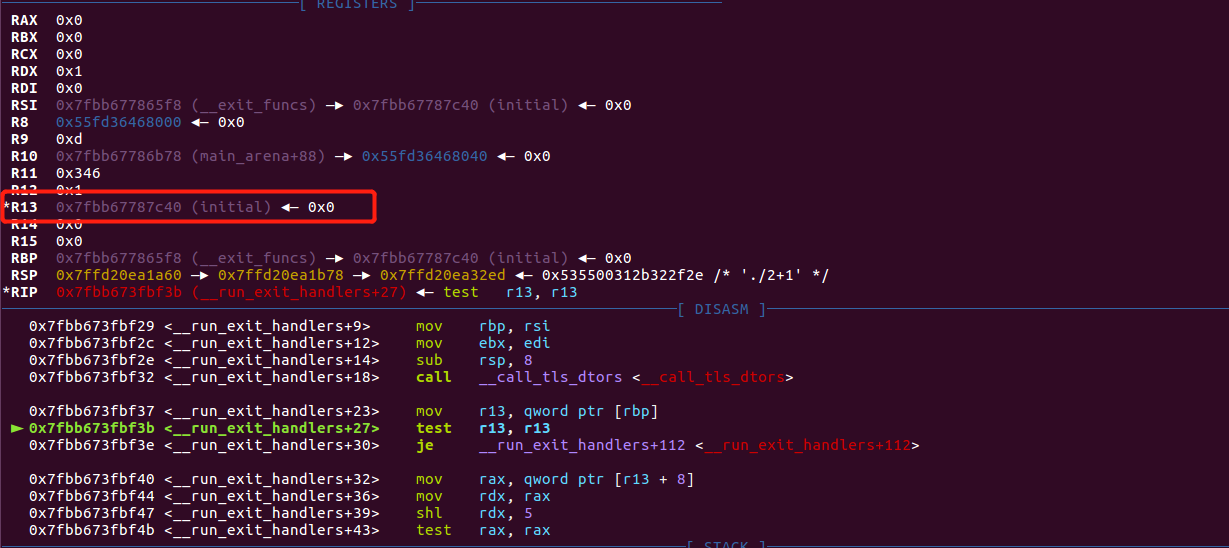 [ REGISTERS ]
RAX 0x0
RBX 0x0
RCX 0x0
RDX 0x1
RDI 0x0
RSI 0x7fbb677865f8 (__exit_funcs) —▸ 0x7fbb67787c40 (initial) ◂— 0x0
R8 0x55fd36468000 ◂— 0x0
R9 0xd
R10 0x7fbb67786b78 (main_arena+88) —▸ 0x55fd36468040 ◂— 0x0
R11 0x346
R12 0x1
*R13 0x7fbb67787c40 (initial) ◂— 0x0
R14 0x0
R15 0x0
RBP 0x7fbb677865f8 (__exit_funcs) —▸ 0x7fbb67787c40 (initial) ◂— 0x0
RSP 0x7ffd20ea1a60 —▸ 0x7ffd20ea1b78 —▸ 0x7ffd20ea32ed ◂— 0x535500312b322f2e /* './2+1' */
*RIP 0x7fbb673fbf3b (__run_exit_handlers+27) ◂— test r13, r13
[ DISASM ]
0x7fbb673fbf29 <__run_exit_handlers+9> mov rbp, rsi
0x7fbb673fbf2c <__run_exit_handlers+12> mov ebx, edi
0x7fbb673fbf2e <__run_exit_handlers+14> sub rsp, 8
0x7fbb673fbf32 <__run_exit_handlers+18> call __call_tls_dtors <__call_tls_dtors>
0x7fbb673fbf37 <__run_exit_handlers+23> mov r13, qword ptr [rbp]
► 0x7fbb673fbf3b <__run_exit_handlers+27> test r13, r13
0x7fbb673fbf3e <__run_exit_handlers+30> je __run_exit_handlers+112 <__run_exit_handlers+112>
0x7fbb673fbf40 <__run_exit_handlers+32> mov rax, qword ptr [r13 + 8]
0x7fbb673fbf44 <__run_exit_handlers+36> mov rdx, rax
0x7fbb673fbf47 <__run_exit_handlers+39> shl rdx, 5
0x7fbb673fbf4b <__run_exit_handlers+43> test rax, rax
[ STACK ]